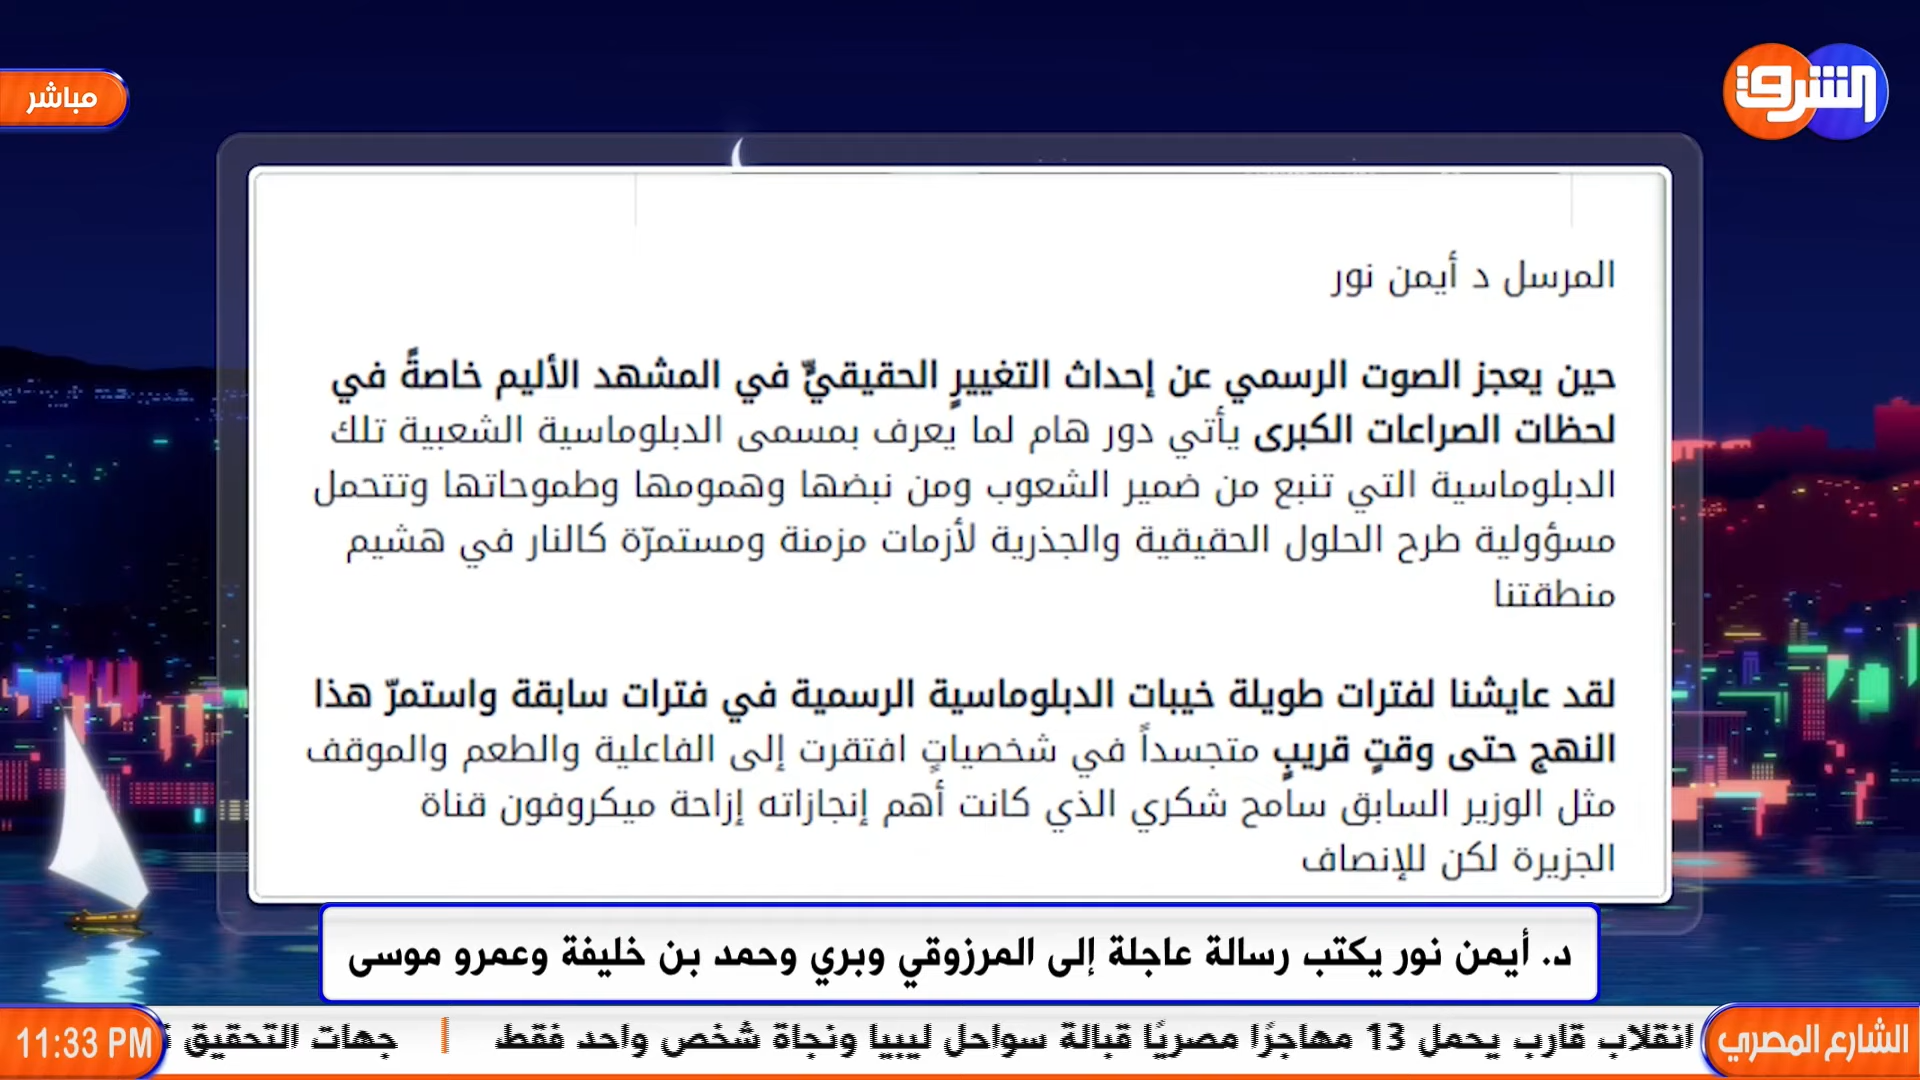 مباشر
الشرق
المرسل د أيمن نور
حين يعجز الصوت الرسمي عن إحداث التغييرٍ الحقيقيٍّ في المشهد الأليم خاصةً في
لحظات الصراعات الكبرى يأتي دور هام لما يعرف بمسمى الدبلوماسية الشعبية تلك
الدبلوماسية التي تنبع من ضمير الشعوب ومن نبضها وهمومها وطموحاتها وتتحمل
مسؤولية طرح الحلول الحقيقية والجذرية لأزمات مزمنة ومستمرّة كالنار في هشيم
منطقتنا
لقد عايشنا لفترات طويلة خيبات الدبلوماسية الرسمية في فترات سابقة واستمرّ هذا
النهج حتى وقتٍ قريبٍ متجسداً في شخصياتٍ افتقرت إلى الفاعلية والطعم والموقف
مثل الوزير السابق سامح شكري الذي كانت أهم إنجازاته إزاحة ميكروفون قناة
الجزيرة لكن للإنصاف
د. أيمن نور يكتب رسالة عاجلة إلى المرزوقي وبري وحمد بن خليفة وعمرو موسى
الشارع المصري
انقلاب قارب يحمل 13 مهاجرًا مصريًا قبالة سواحل ليبيا ونجاة شخص واحد فقط | جهات التحقيق
11:33 PM